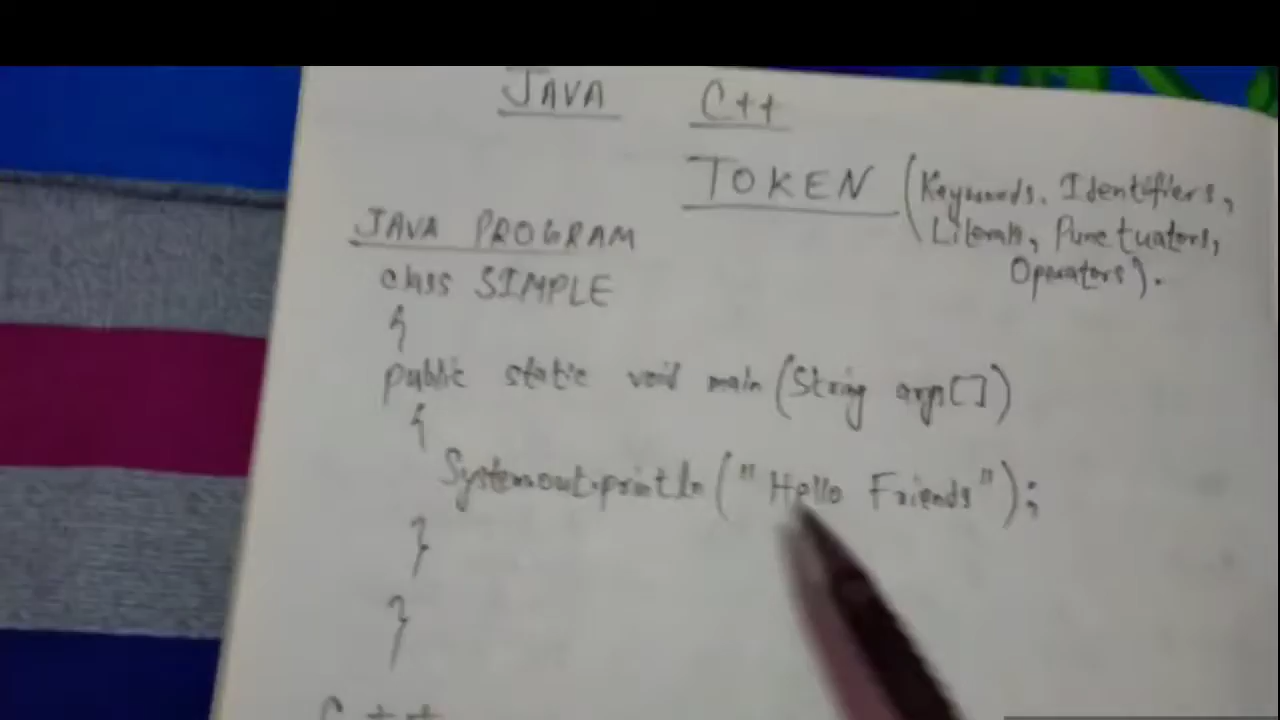 JAVA C++
TOKEN (Keywords, Identifiers,
Literals, Punctuators,
Operators).
JAVA PROGRAM
class SIMPLE
{
public static void main (String args[])
{
System.out.println ("Hello Friends");
}
}
C++